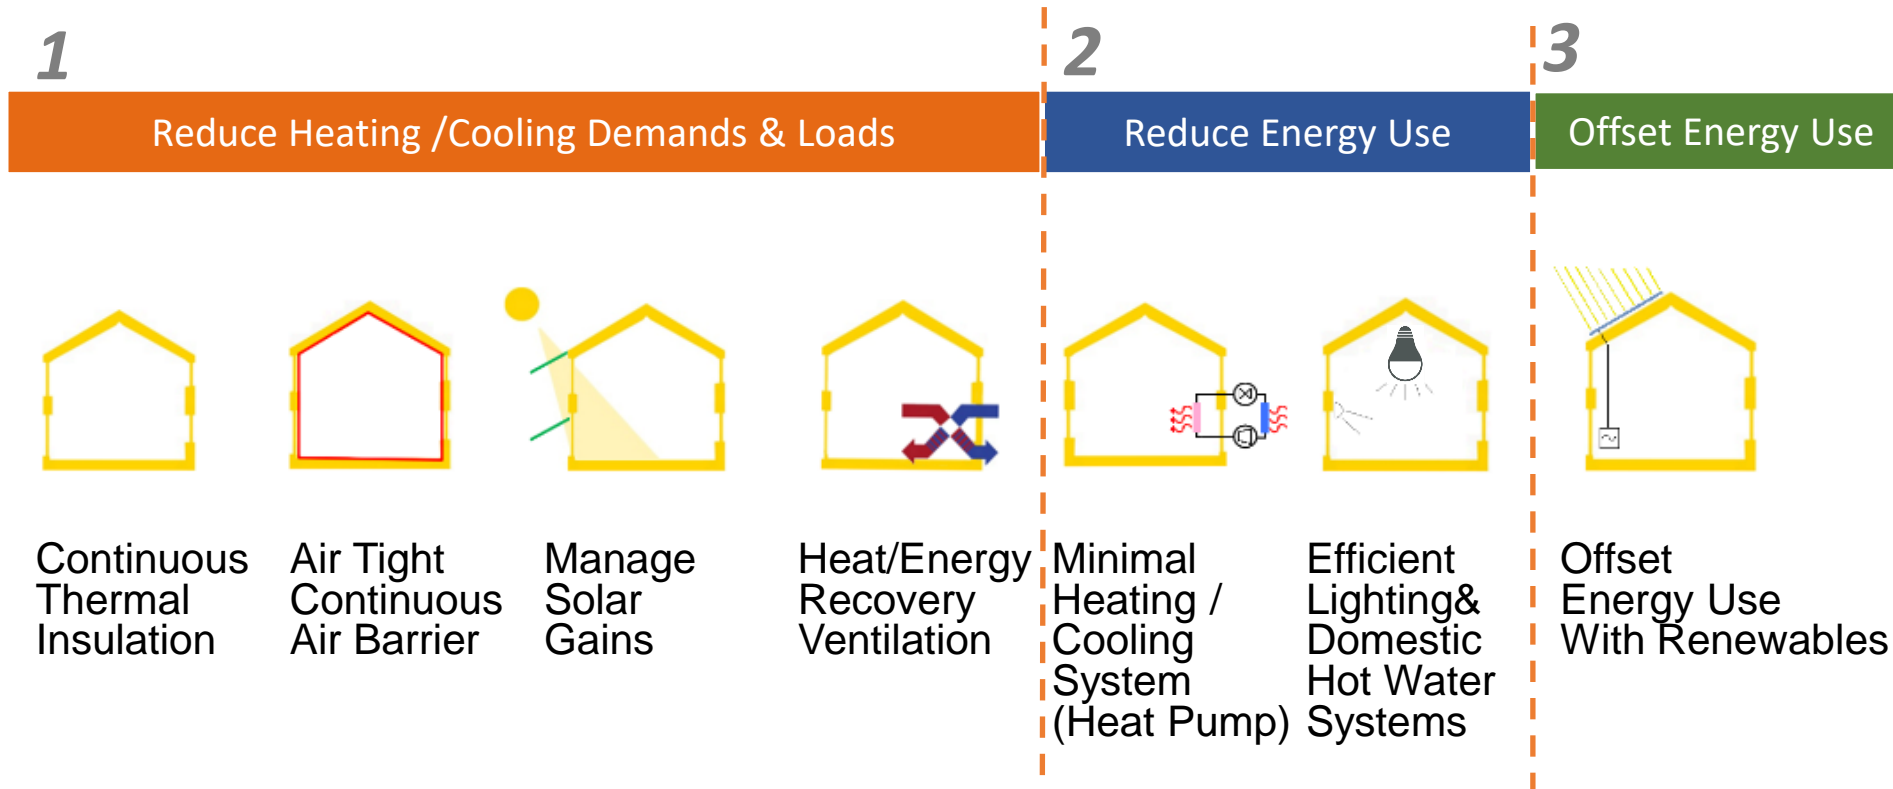 1
Reduce Heating /Cooling Demands & Loads
Continuous
Thermal
Insulation
Air Tight
Continuous
Air Barrier
Manage
Solar
Gains
Heat/Energy
Recovery
Ventilation
2
Reduce Energy Use
Minimal
Heating /
Cooling
System
(Heat Pump)
Efficient
Lighting&
Domestic
Hot Water
Systems
3
Offset Energy Use
Offset
Energy Use
With Renewables